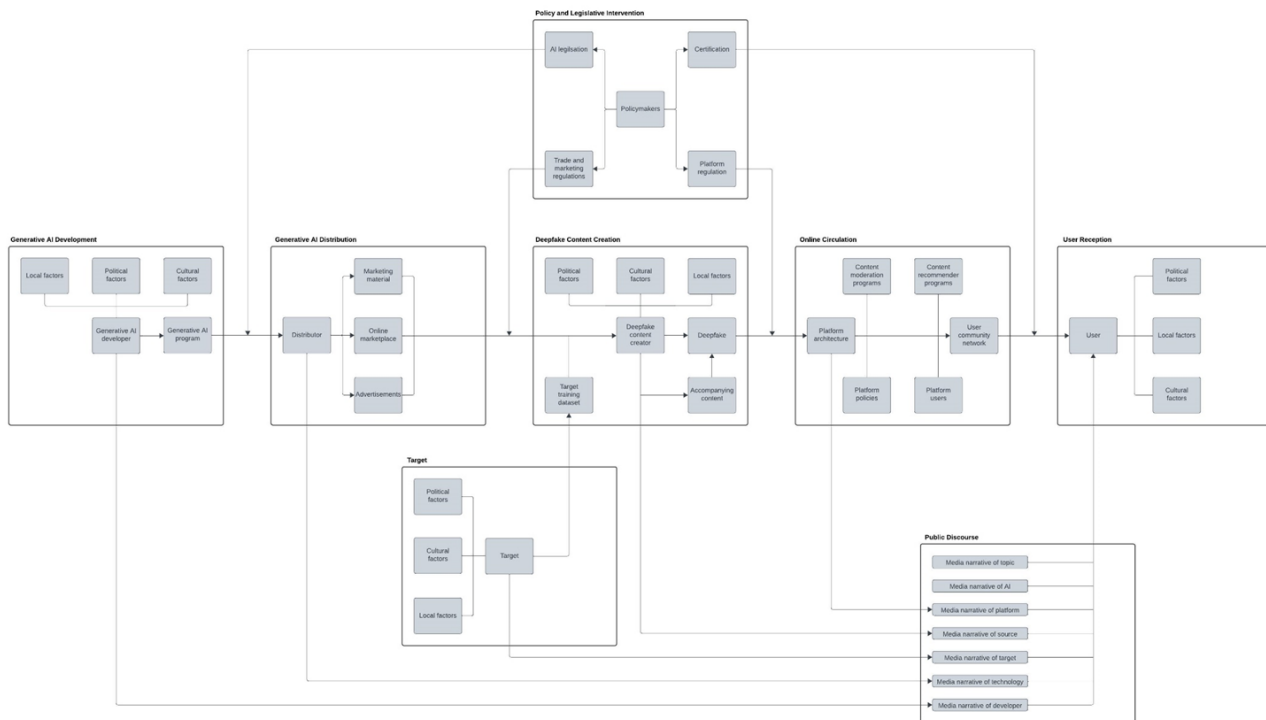 Policy and Legislative Intervention
AI legilsation
Certification
Policymakers
Trade and
marketing
regulations
Platform
regulation
Generative AI Development
Local factors
Political
factors
Cultural
factors
Generative AI
developer
Generative AI
program
Generative AI Distribution
Marketing
material
Distributor
Online
marketplace
Advertisements
Deepfake Content Creation
Political
factors
Cultural
factors
Local factors
Deepfake
content
creator
Deepfake
Target
training
dataset
Accompanying
content
Online Circulation
Content
moderation
programs
Content
recommender
programs
Platform
architecture
User
community
network
Platform
policies
Platform
users
User Reception
Political
factors
User
Local factors
Cultural
factors
Target
Political
factors
Cultural
factors
Target
Local factors
Public Discourse
Media narrative of topic
Media narrative of AI
Media narrative of platform
Media narrative of source
Media narrative of target
Media narrative of technology
Media narrative of developer